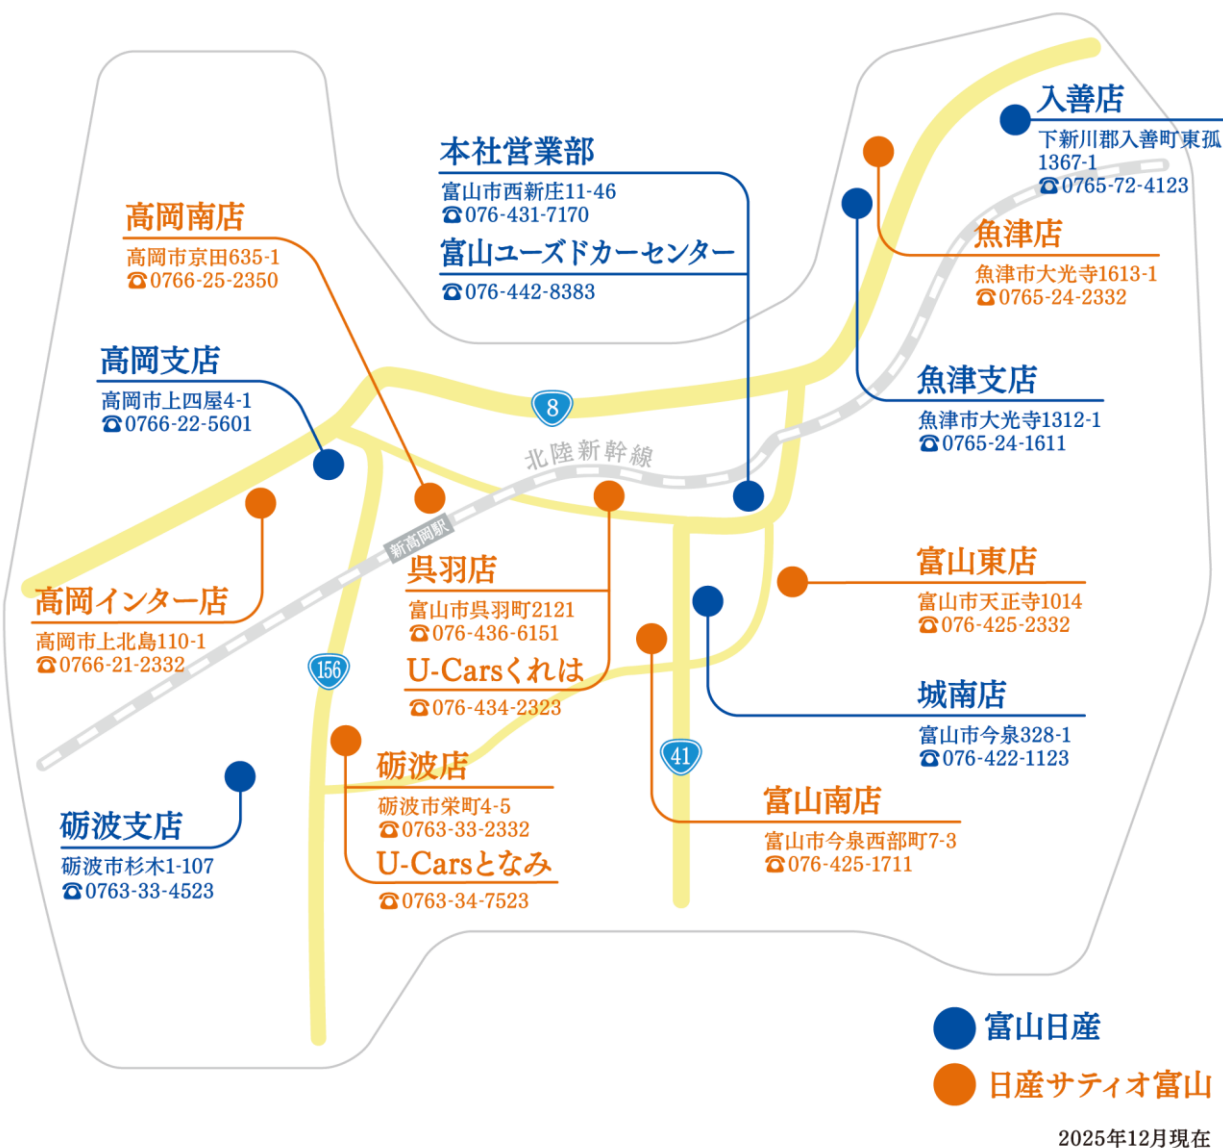 入善店
下新川郡入善町東狐
1367-1
☎0765-72-4123
本社営業部
富山市西新庄11-46
☎076-431-7170
富山ユーズドカーセンター
☎076-442-8383
高岡南店
高岡市京田635-1
☎0766-25-2350
魚津店
魚津市大光寺1613-1
☎0765-24-2332
高岡支店
高岡市上四屋4-1
☎0766-22-5601
魚津支店
魚津市大光寺1312-1
☎0765-24-1611
8
北陸新幹線
新高岡駅
呉羽店
富山市呉羽町2121
☎076-436-6151
U-Carsくれは
☎076-434-2323
富山東店
富山市天正寺1014
☎076-425-2332
高岡インター店
高岡市上北島110-1
☎0766-21-2332
156
城南店
富山市今泉328-1
☎076-422-1123
41
砺波店
砺波市栄町4-5
☎0763-33-2332
U-Carsとなみ
☎0763-34-7523
富山南店
富山市今泉西部町7-3
☎076-425-1711
砺波支店
砺波市杉木1-107
☎0763-33-4523
富山日産
日産サティオ富山
2025年12月現在